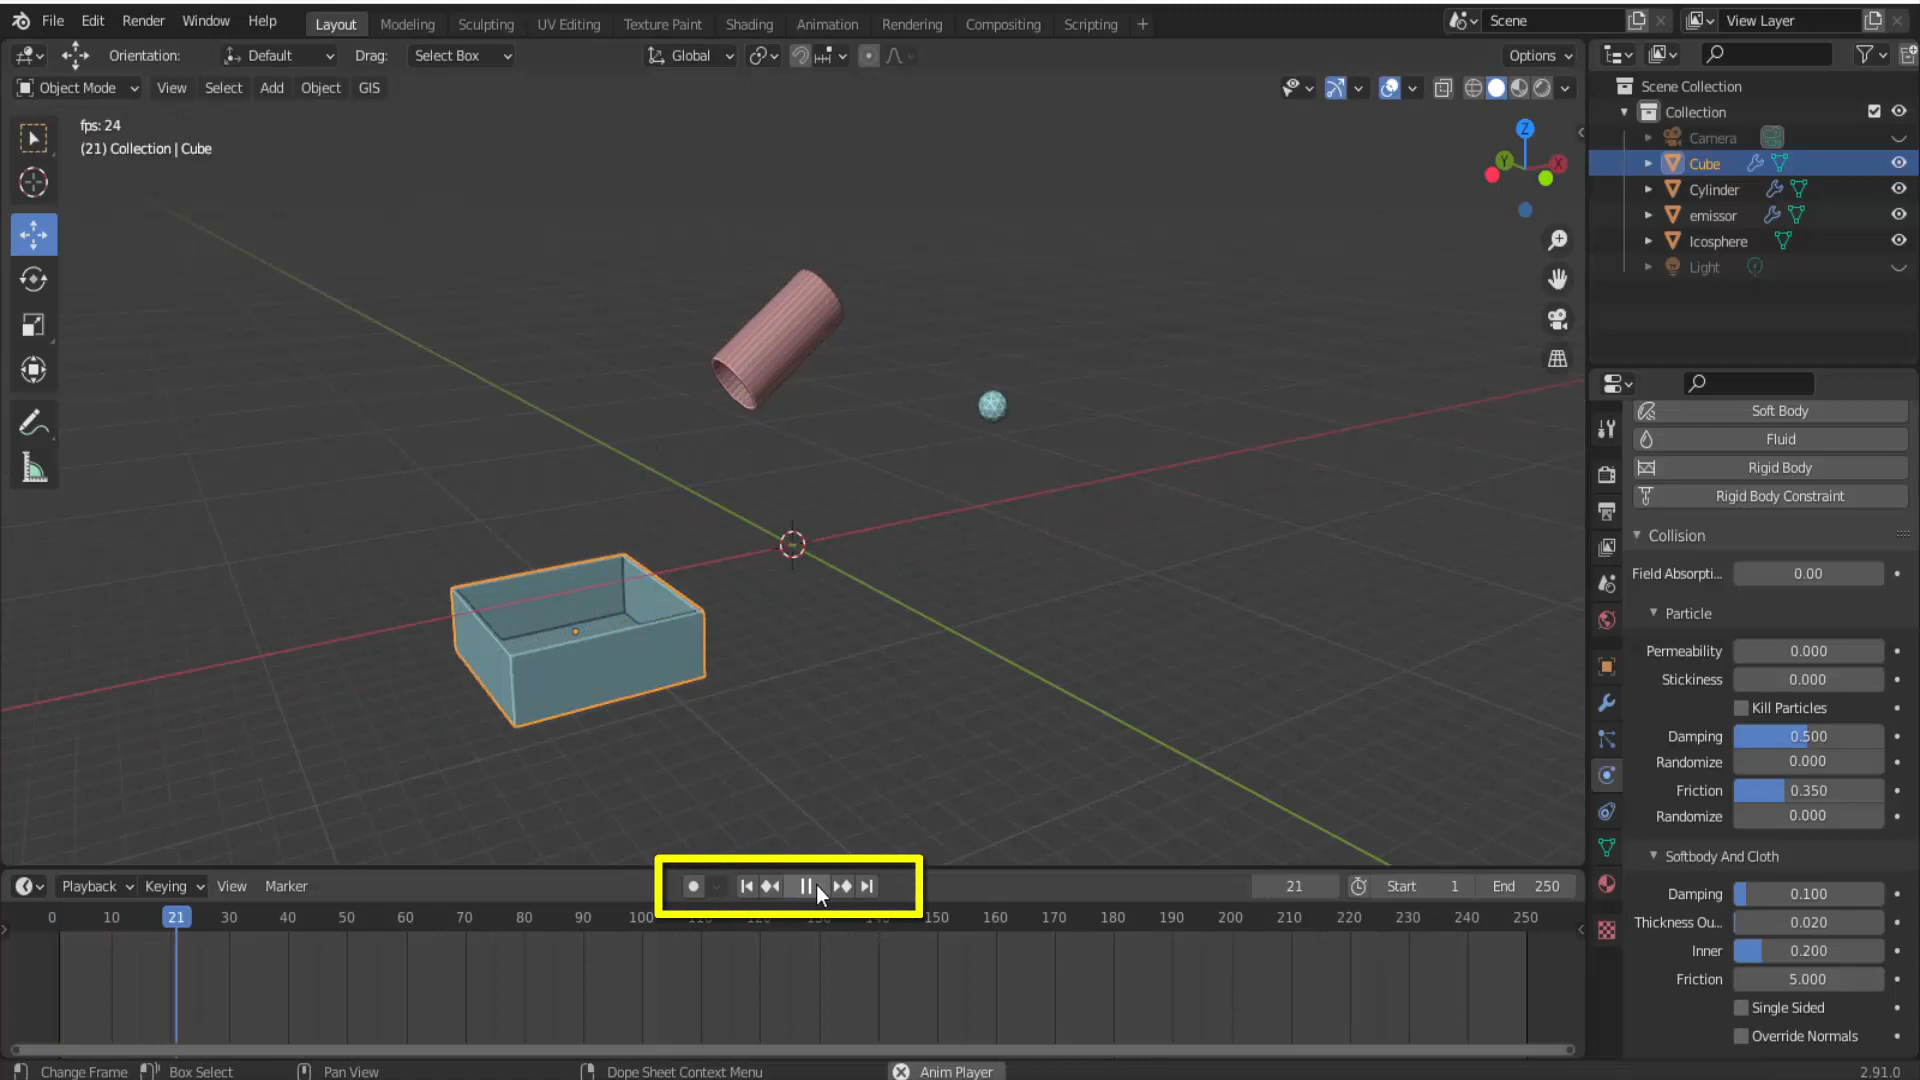 File Edit Render Window Help Layout Modeling Sculpting UV Editing Texture Paint Shading Animation Rendering Compositing Scripting + Scene View Layer
Orientation: Default Drag: Select Box Global Options
Object Mode View Select Add Object GIS
fps: 24
(21) Collection | Cube
Z
Y
X
Scene Collection
Collection
Camera
Cube
Cylinder
emissor
Icosphere
Light
Soft Body
Fluid
Rigid Body
Rigid Body Constraint
Collision
Field Absorpti... 0.00
Particle
Permeability 0.000
Stickiness 0.000
Kill Particles
Damping 0.500
Randomize 0.000
Friction 0.350
Randomize 0.000
Softbody And Cloth
Damping 0.100
Thickness Ou... 0.020
Inner 0.200
Friction 5.000
Single Sided
Override Normals
Playback Keying View Marker 21 Start 1 End 250
0 10 21 30 40 50 60 70 80 90 100 110 120 130 140 150 160 170 180 190 200 210 220 230 240 250
Change Frame Box Select Pan View Dope Sheet Context Menu Anim Player 2.91.0